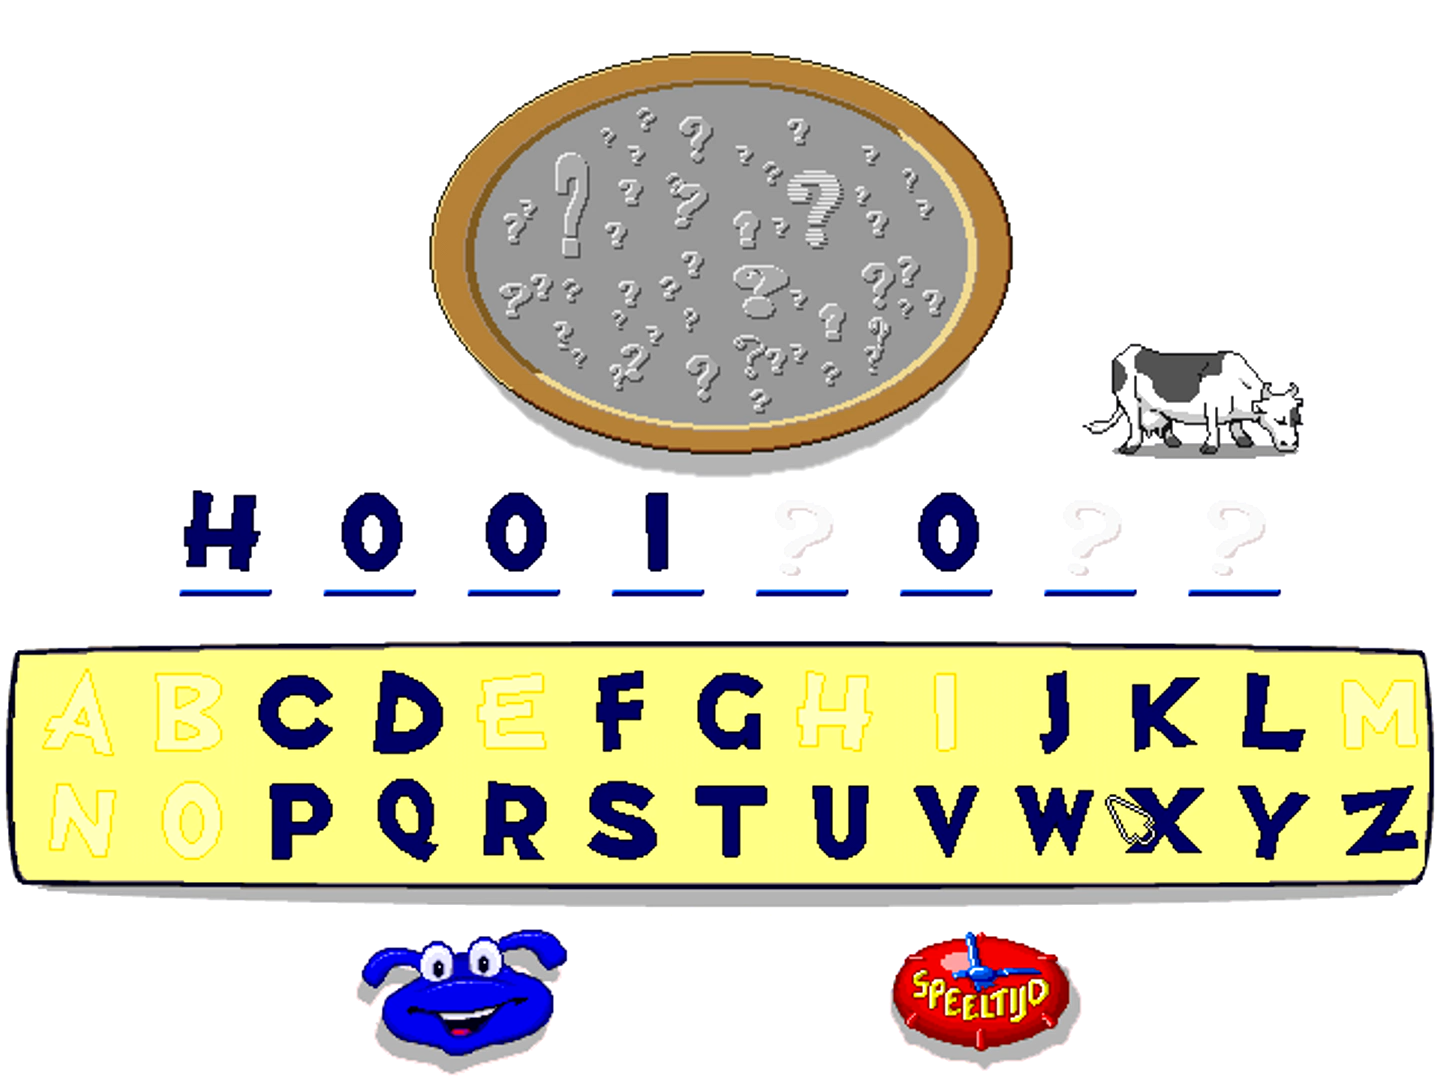 H O O I ? O ? ?
A B C D E F G H I J K L M
N O P Q R S T U V W X Y Z
SPEELTIJD